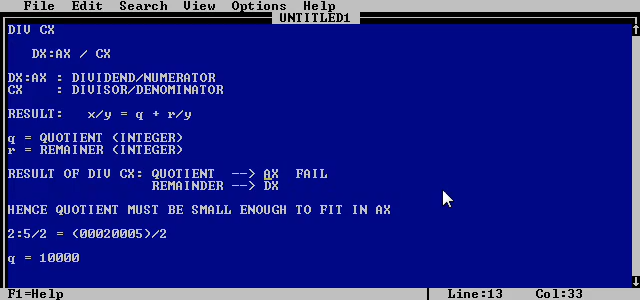 File Edit Search View Options Help
UNTITLED1
DIV CX
DX:AX / CX
DX:AX : DIVIDEND/NUMERATOR
CX : DIVISOR/DENOMINATOR
RESULT: x/y = q + r/y
q = QUOTIENT (INTEGER)
r = REMAINER (INTEGER)
RESULT OF DIV CX: QUOTIENT --> AX FAIL
REMAINDER --> DX
HENCE QUOTIENT MUST BE SMALL ENOUGH TO FIT IN AX
2:5/2 = (00020005)/2
q = 10000
F1=Help Line:13 Col:33